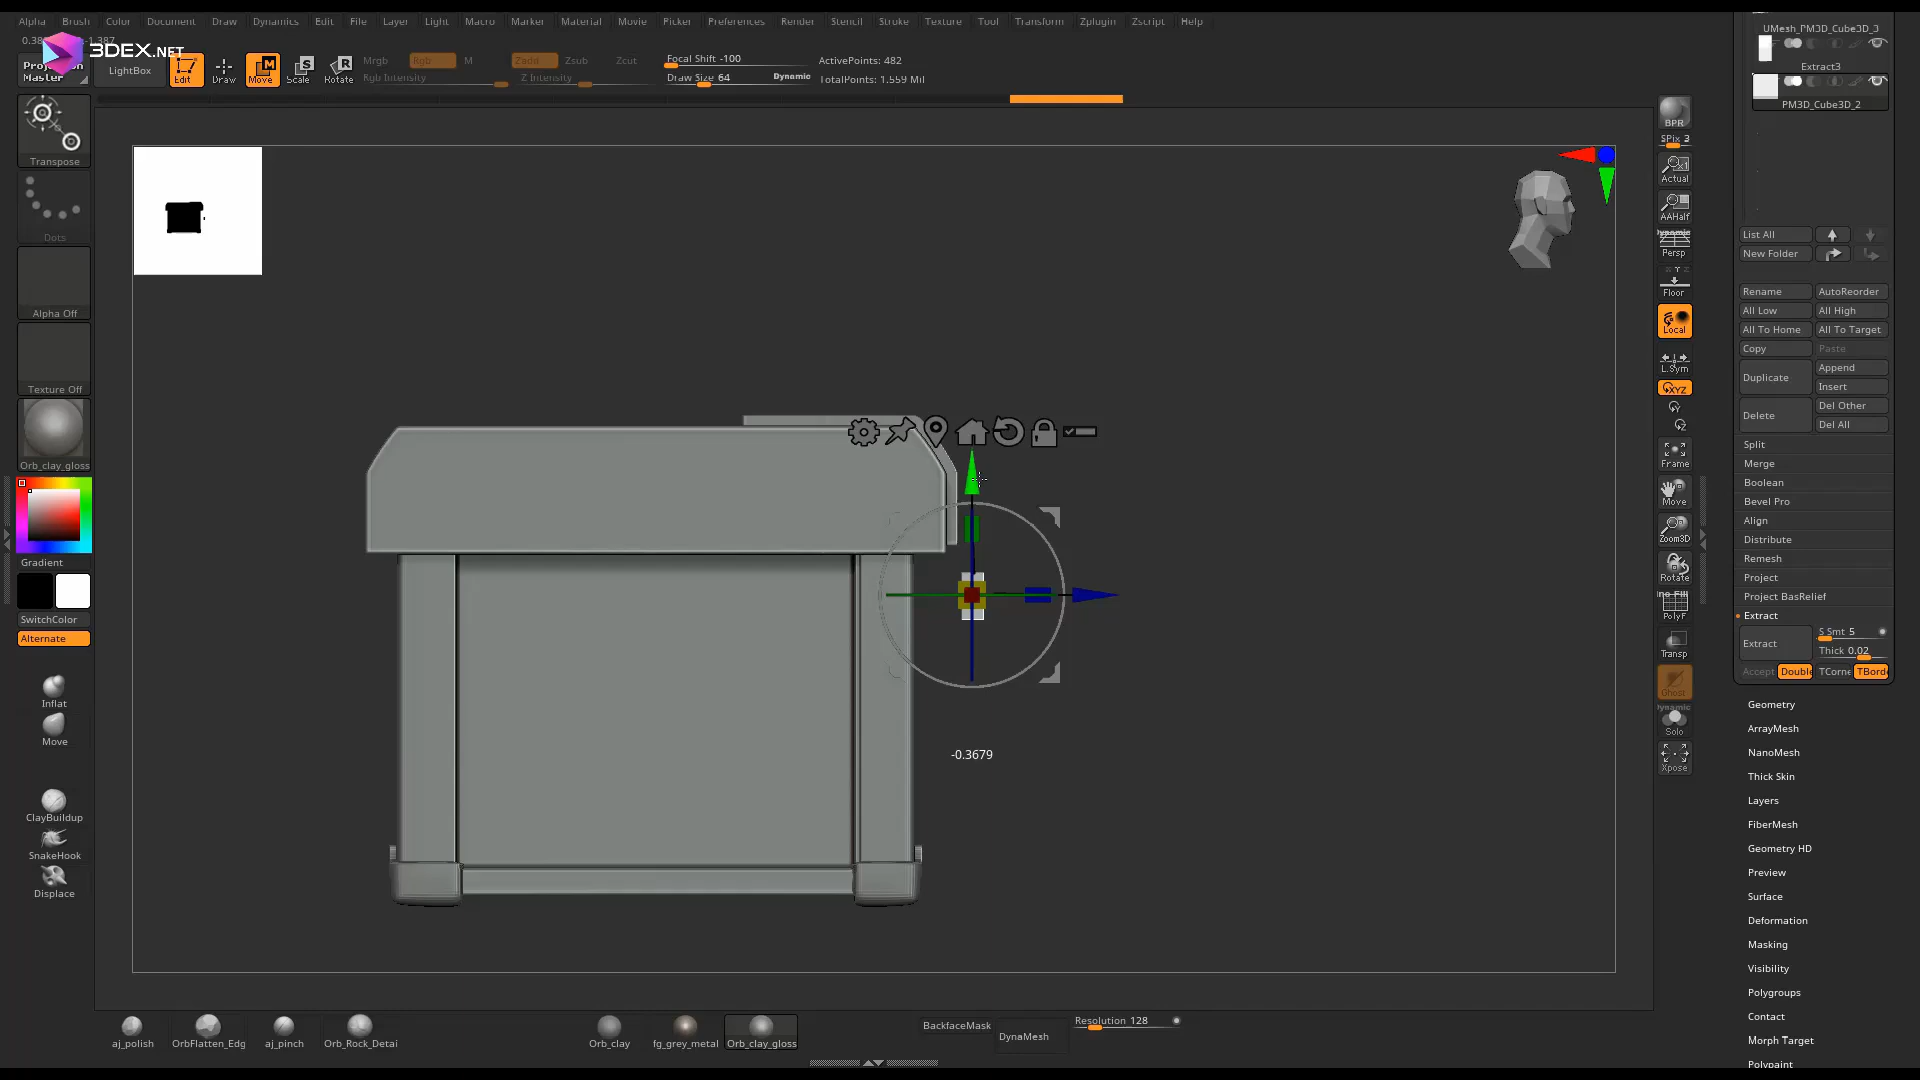 Alpha Brush Color Document Draw Dynamics Edit File Layer Light Macro Marker Material Movie Picker Preferences Render Stencil Stroke Texture Tool Transform Zplugin Zscript Help
3DEX.NET
Projection Master
LightBox
Edit
Draw
Move
Scale
Rotate
Mrgb
Rgb
M
Rgb Intensity
Zadd
Zsub
Zcut
Z Intensity
Focal Shift -100
Draw Size 64
Dynamic
ActivePoints: 482
TotalPoints: 1.559 Mil
Transpose
Dots
Alpha Off
Texture Off
Orb_clay_gloss
Gradient
SwitchColor
Alternate
Inflat
Move
ClayBuildup
SnakeHook
Displace
-0.3679
BPR
SPix 3
Actual
AAHalf
Dynamic
Persp
Floor
Local
L.Sym
XYZ
Frame
Move
Zoom3D
Rotate
PolyF
Transp
Ghost
Dynamic
Solo
Xpose
UMesh_PM3D_Cube3D_3
Extract3
PM3D_Cube3D_2
List All
New Folder
Rename AutoReorder
All Low All High
All To Home All To Target
Copy Paste
Duplicate Append
Insert
Delete Del Other
Del All
Split
Merge
Boolean
Bevel Pro
Align
Distribute
Remesh
Project
Project BasRelief
Extract
Extract S Smt 5
Thick 0.02
Accept Double TCorne TBorde
Geometry
ArrayMesh
NanoMesh
Thick Skin
Layers
FiberMesh
Geometry HD
Preview
Surface
Deformation
Masking
Visibility
Polygroups
Contact
Morph Target
Polypaint
aj_polish
OrbFlatten_Edg
aj_pinch
Orb_Rock_Detai
Orb_clay
fg_grey_metal
Orb_clay_gloss
BackfaceMask
DynaMesh
Resolution 128